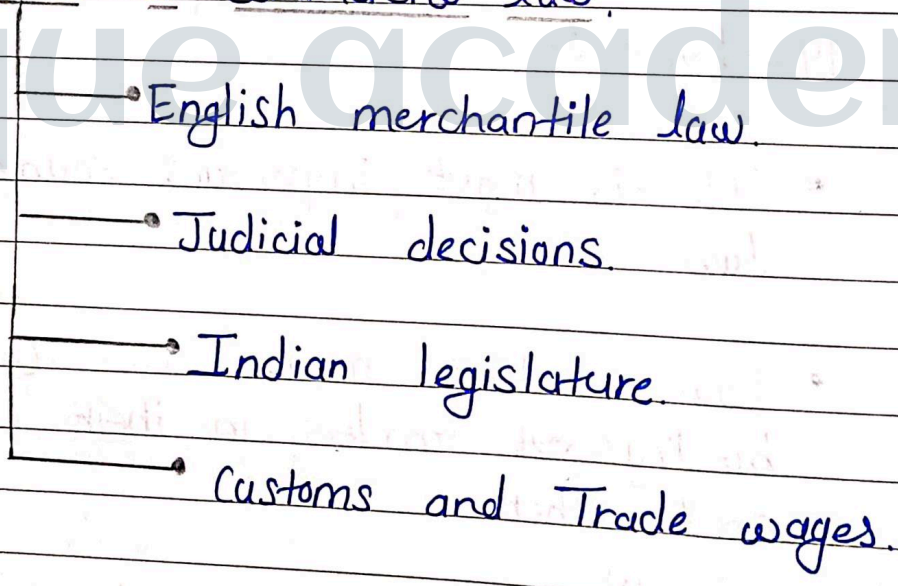 English merchantile law.
Judicial decisions.
Indian legislature.
Customs and Trade wages.